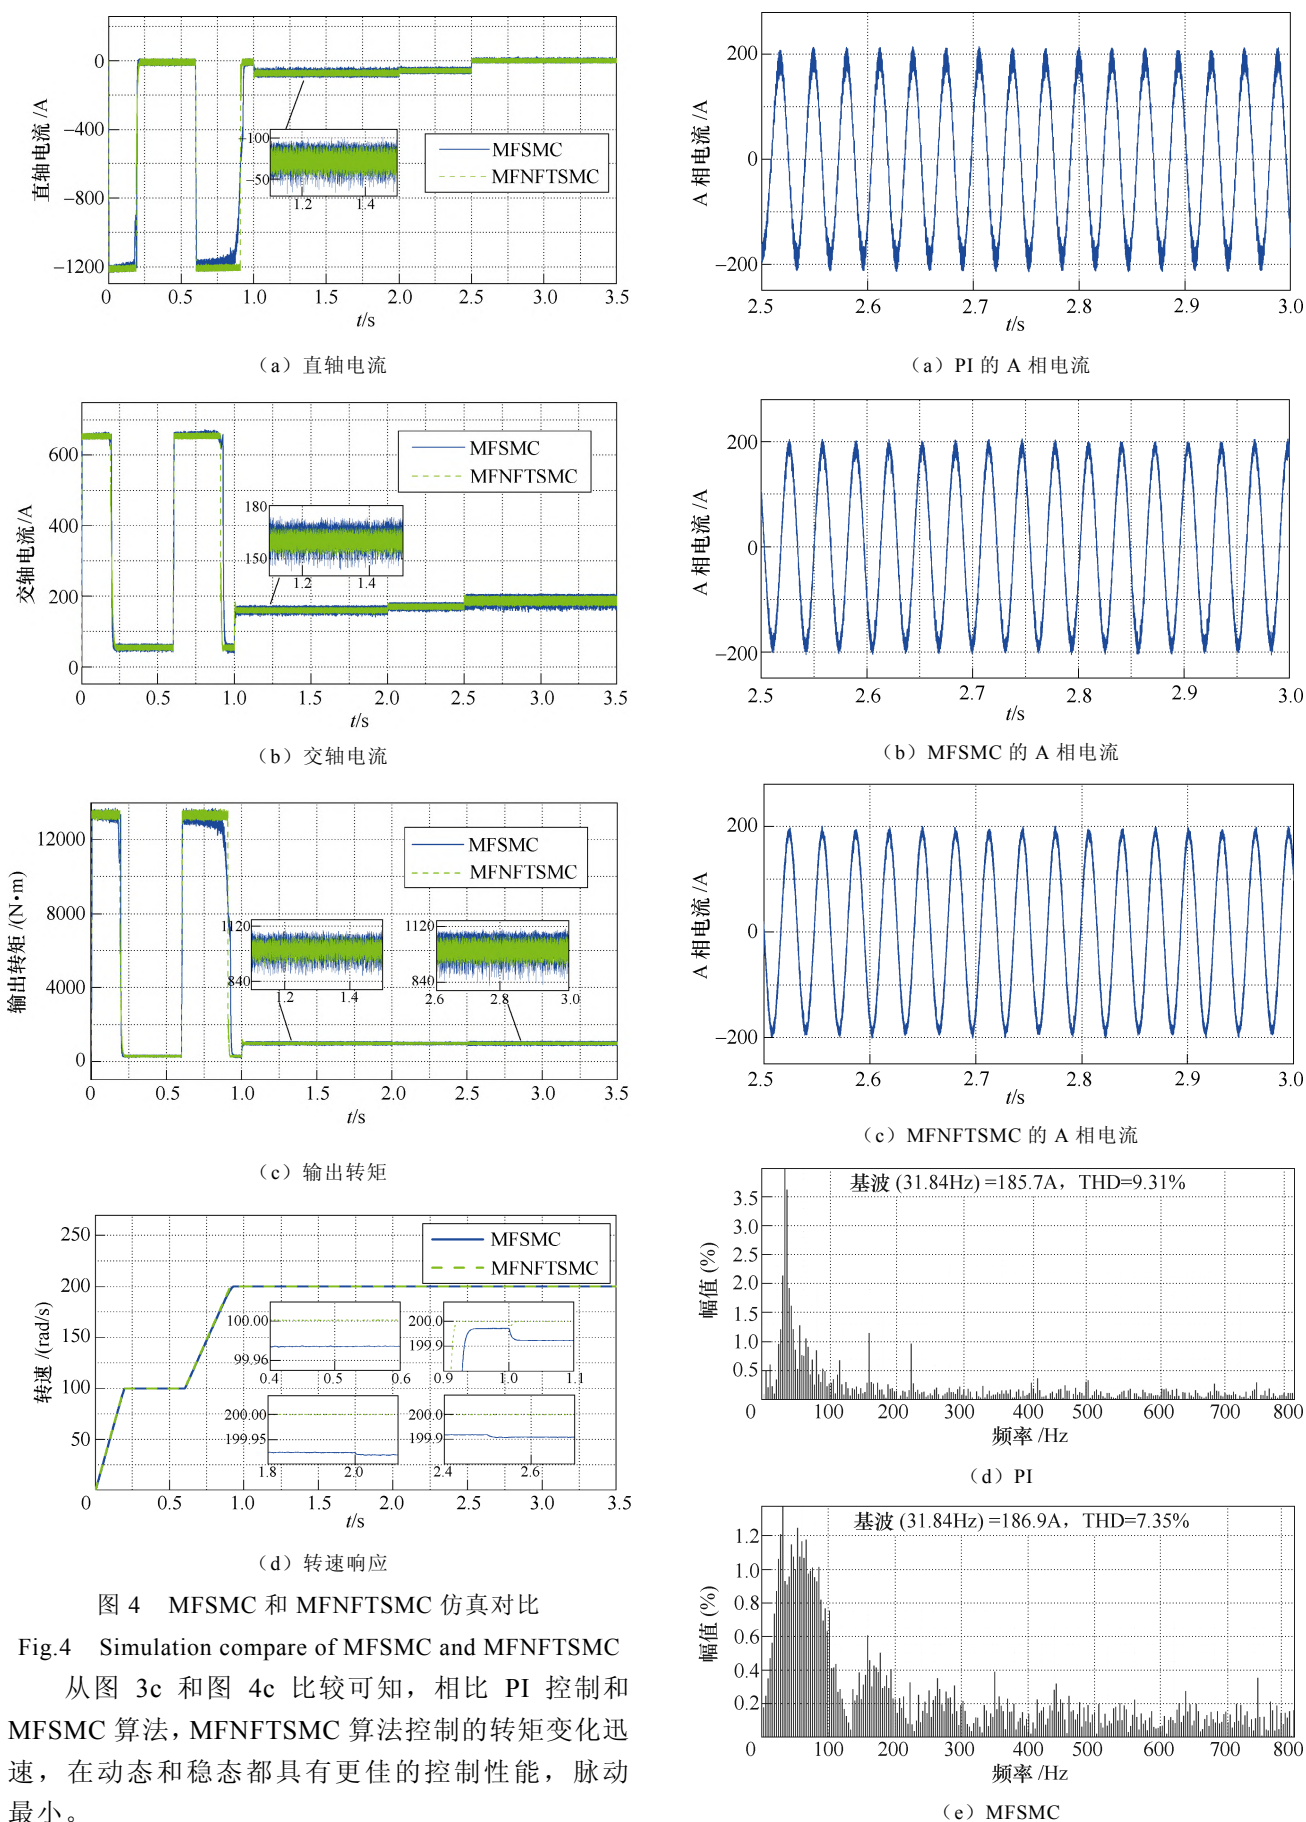 0
−400
−800
−1200
直轴电流/A
−100
−50
1.2
1.4
MFSMC
MFNFTSMC
0 0.5 1.0 1.5 2.0 2.5 3.0 3.5
t/s
（a）直轴电流
600
400
200
0
交轴电流/A
180
150
1.2
1.4
MFSMC
MFNFTSMC
0 0.5 1.0 1.5 2.0 2.5 3.0 3.5
t/s
（b）交轴电流
12000
8000
4000
0
输出转矩/(N•m)
MFSMC
MFNFTSMC
1120
840
1.2 1.4
1120
840
2.6 2.8 3.0
0 0.5 1.0 1.5 2.0 2.5 3.0 3.5
t/s
（c）输出转矩
250
200
150
100
50
转速/(rad/s)
MFSMC
MFNFTSMC
100.00
99.96
0.4 0.5 0.6
200.0
199.9
0.9 1.0 1.1
200.00
199.95
1.8 2.0
200.0
199.9
2.4 2.6
0 0.5 1.0 1.5 2.0 2.5 3.0 3.5
t/s
（d）转速响应
图 4 MFSMC 和 MFNFTSMC 仿真对比
Fig.4 Simulation compare of MFSMC and MFNFTSMC
从图 3c 和图 4c 比较可知，相比 PI 控制和
MFSMC 算法，MFNFTSMC 算法控制的转矩变化迅
速，在动态和稳态都具有更佳的控制性能，脉动
最小。
200
0
−200
A 相电流/A
2.5 2.6 2.7 2.8 2.9 3.0
t/s
（a）PI 的 A 相电流
200
0
−200
A 相电流/A
2.5 2.6 2.7 2.8 2.9 3.0
t/s
（b）MFSMC 的 A 相电流
200
0
−200
A 相电流/A
2.5 2.6 2.7 2.8 2.9 3.0
t/s
（c）MFNFTSMC 的 A 相电流
基波(31.84Hz)=185.7A，THD=9.31%
3.5
3.0
2.5
2.0
1.5
1.0
0.5
幅值(%)
0 100 200 300 400 500 600 700 800
频率/Hz
（d）PI
基波(31.84Hz)=186.9A，THD=7.35%
1.2
1.0
0.8
0.6
0.4
0.2
幅值(%)
0 100 200 300 400 500 600 700 800
频率/Hz
（e）MFSMC